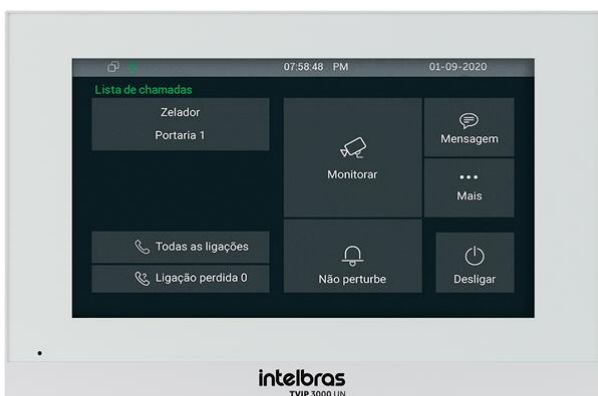 07:58:48 PM
01-09-2020
Lista de chamadas
Zelador
Portaria 1
Monitorar
Mensagem
Mais
Todas as ligações
Ligação perdida 0
Não perturbe
Desligar
intelbras
TVIP 3000 UN